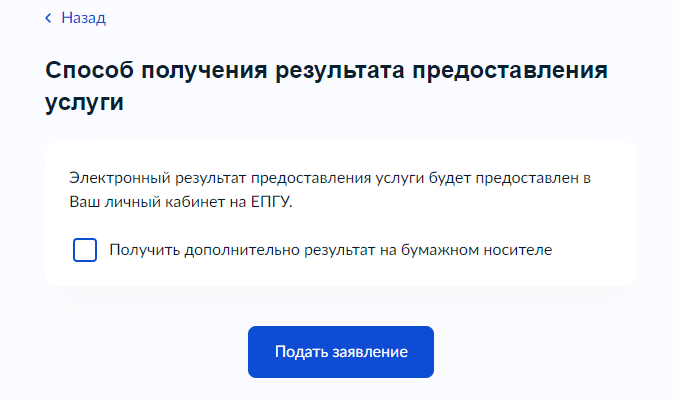 Назад
Способ получения результата предоставления
услуги
Электронный результат предоставления услуги будет предоставлен в
Ваш личный кабинет на ЕПГУ.
Получить дополнительно результат на бумажном носителе
Подать заявление